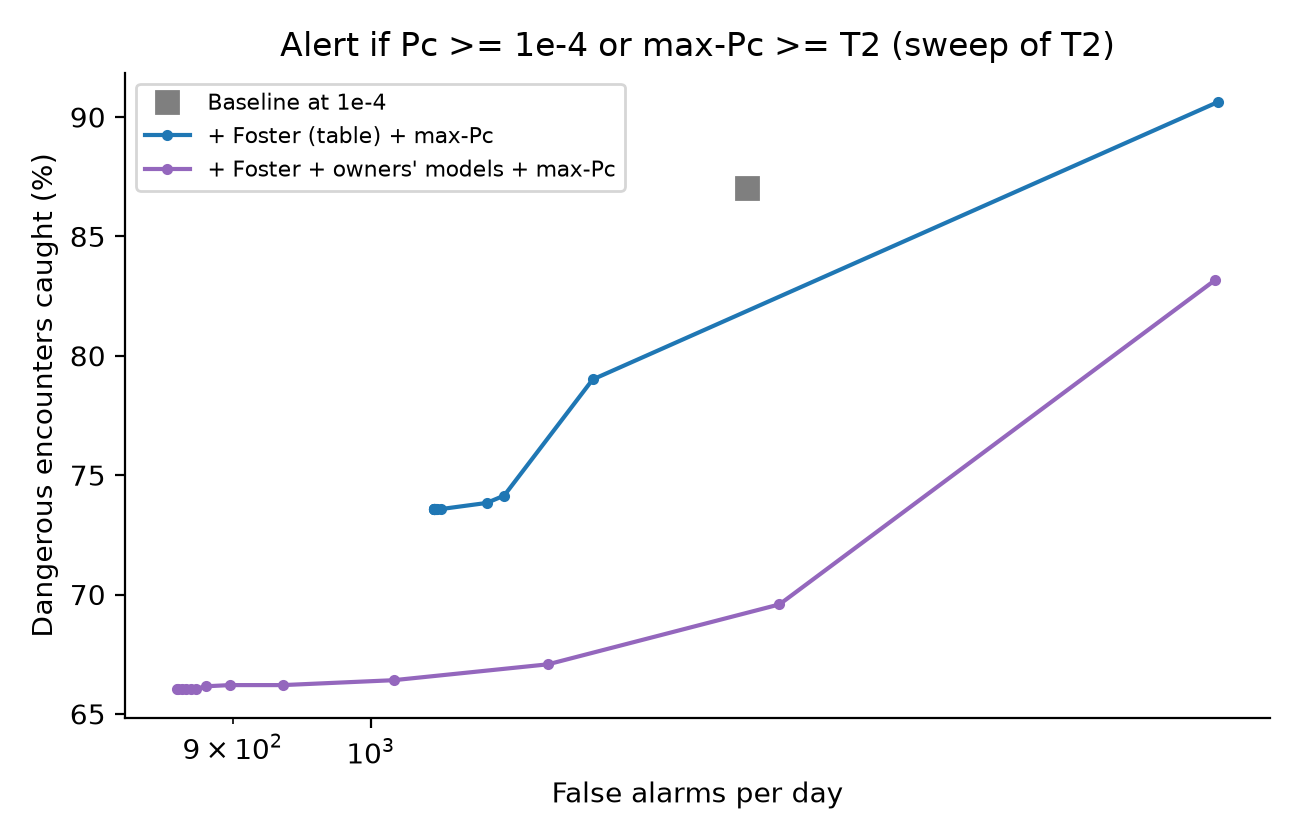 Alert if Pc >= 1e-4 or max-Pc >= T2 (sweep of T2)
Baseline at 1e-4
+ Foster (table) + max-Pc
+ Foster + owners' models + max-Pc
Dangerous encounters caught (%)
90
85
80
75
70
65
9 × 10²
10³
False alarms per day